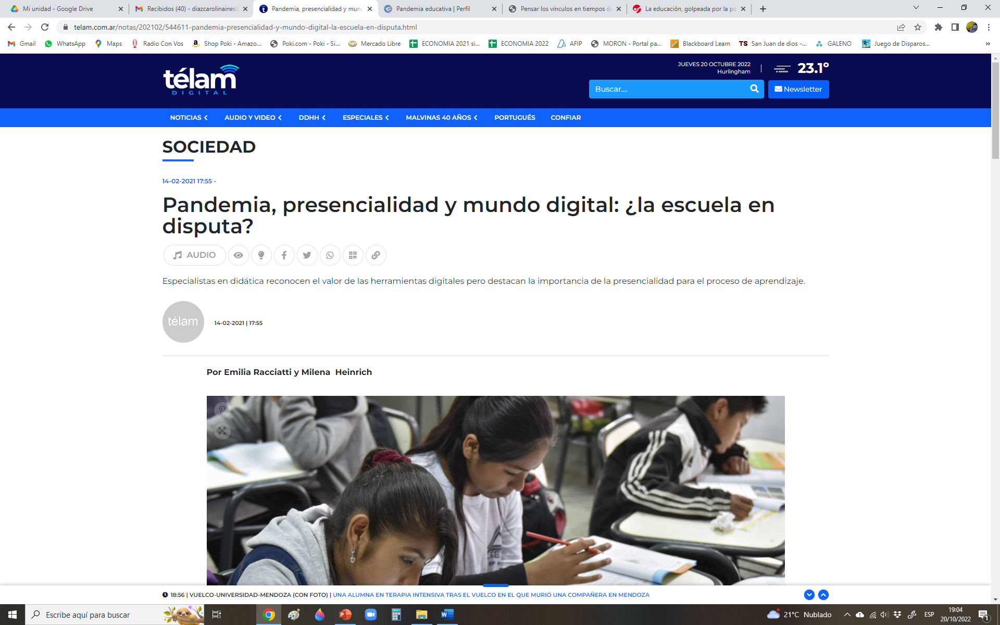 Mi unidad - Google Drive
Recibidos (40) - diazcarolinaines
Pandemia, presencialidad y mun
Pandemia educativa | Perfil
Pensar los vínculos en tiempos d
La educación, golpeada por la pa
telam.com.ar/notas/202102/544611-pandemia-presencialidad-y-mundo-digital-la-escuela-en-disputa.html
Gmail WhatsApp Maps Radio Con Vos Shop Poki - Amazo... Poki.com - Poki - Si... Mercado Libre ECONOMIA 2021 si... ECONOMIA 2022 AFIP MORON - Portal pa... Blackboard Learn TS San Juan de dios -... GALENO Juego de Disparos... »
télam
DIGITAL
JUEVES 20 OCTUBRE 2022
Hurlingham
23.1º
Buscar....
Newsletter
NOTICIAS AUDIO Y VIDEO DDHH ESPECIALES MALVINAS 40 AÑOS PORTUGUÉS CONFIAR
SOCIEDAD
14-02-2021 17:55 -
Pandemia, presencialidad y mundo digital: ¿la escuela en
disputa?
AUDIO
Especialistas en didática reconocen el valor de las herramientas digitales pero destacan la importancia de la presencialidad para el proceso de aprendizaje.
télam
14-02-2021 | 17:55
Por Emilia Racciatti y Milena Heinrich
18:56 | VUELCO-UNIVERSIDAD-MENDOZA (CON FOTO) | UNA ALUMNA EN TERAPIA INTENSIVA TRAS EL VUELCO EN EL QUE MURIÓ UNA COMPAÑERA EN MENDOZA
Escribe aquí para buscar
21°C Nublado
ESP
19:04
20/10/2022
1